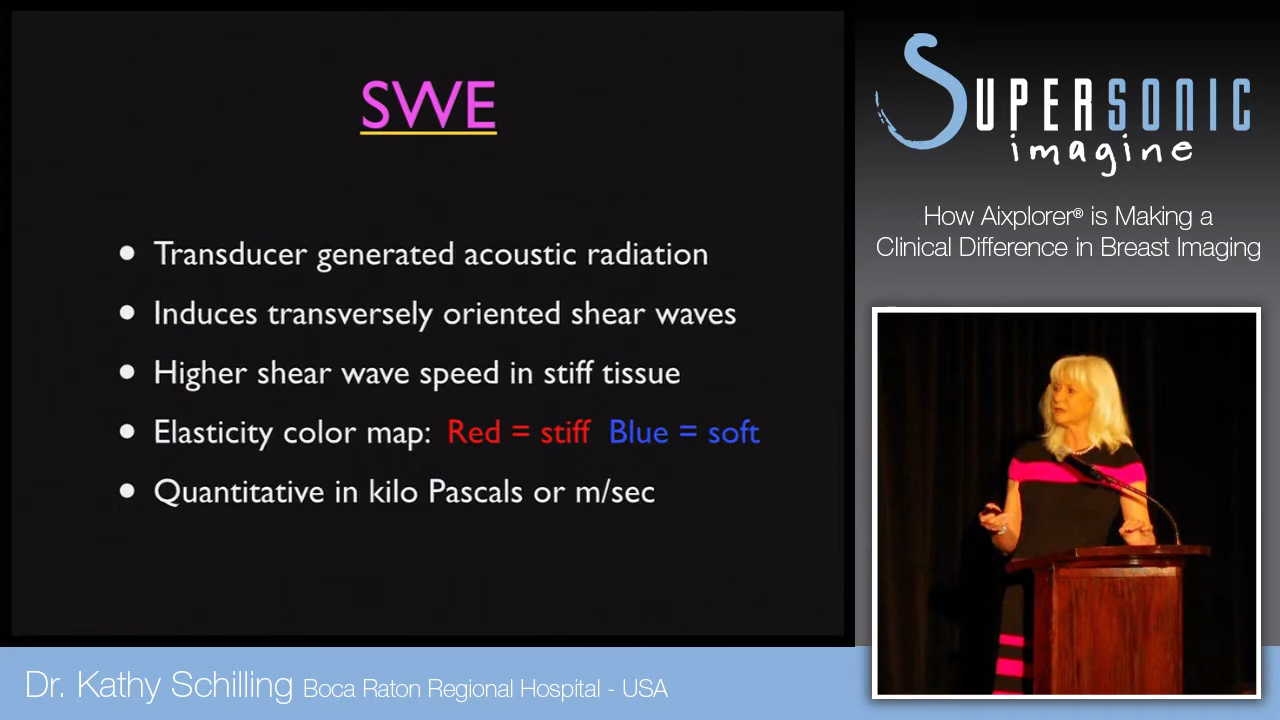 SWE
• Transducer generated acoustic radiation
• Induces transversely oriented shear waves
• Higher shear wave speed in stiff tissue
• Elasticity color map: Red = stiff Blue = soft
• Quantitative in kilo Pascals or m/sec
SUPERSONIC
imagine
How Aixplorer® is Making a
Clinical Difference in Breast Imaging
Dr. Kathy Schilling Boca Raton Regional Hospital - USA